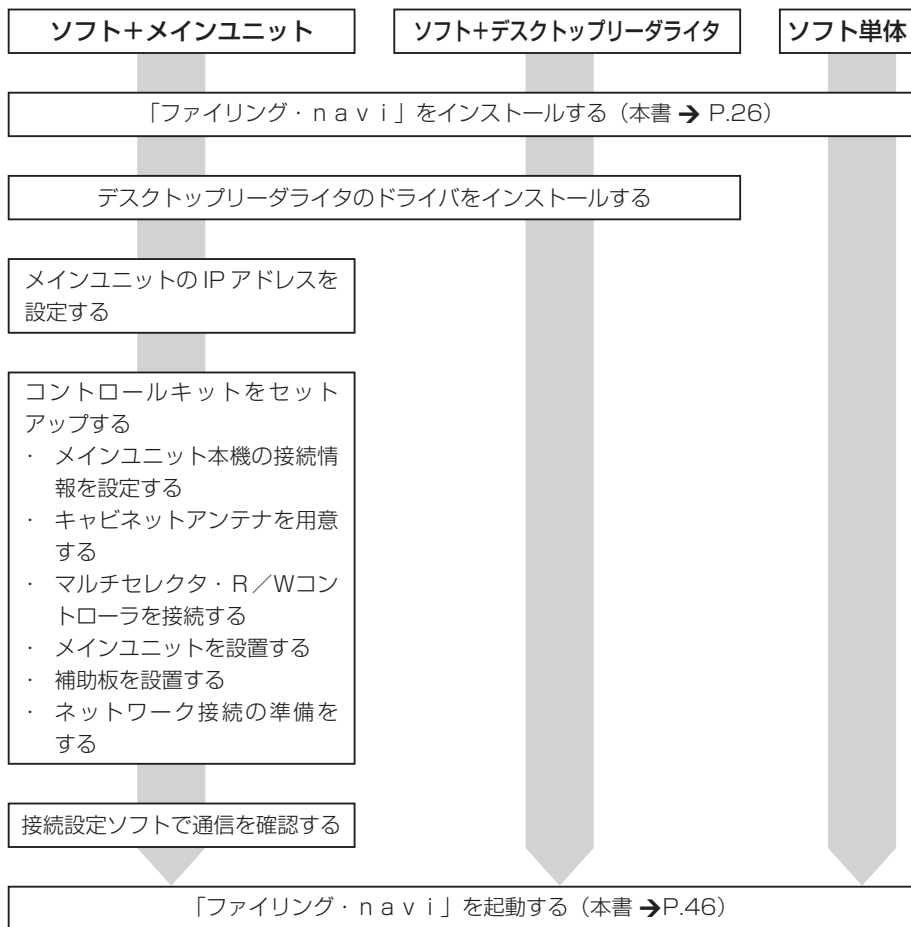 ソフト＋メインユニット
ソフト＋デスクトップリーダライタ
ソフト単体
「ファイリング・ｎａｖｉ」をインストールする（本書 ➔ P.26）
デスクトップリーダライタのドライバをインストールする
メインユニットの IP アドレスを
設定する
コントロールキットをセット
アップする
・ メインユニット本機の接続情
報を設定する
・ キャビネットアンテナを用意
する
・ マルチセレクタ・Ｒ／Ｗコン
トローラを接続する
・ メインユニットを設置する
・ 補助板を設置する
・ ネットワーク接続の準備を
する
接続設定ソフトで通信を確認する
「ファイリング・ｎａｖｉ」を起動する（本書 ➔P.46）